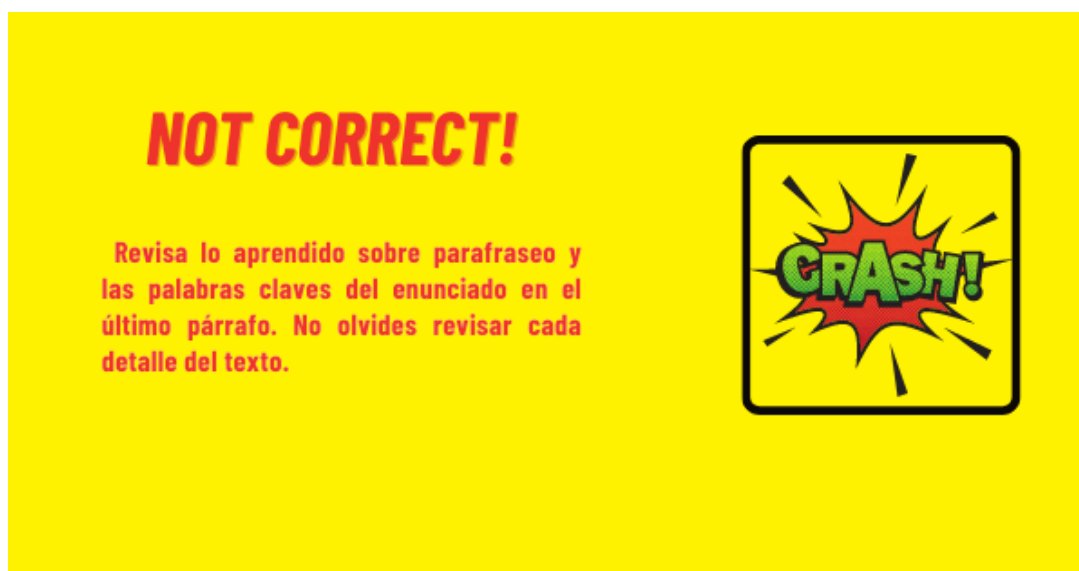 NOT CORRECT!
Revisa lo aprendido sobre parafraseo y
las palabras claves del enunciado en el
último párrafo. No olvides revisar cada
detalle del texto.
CRASH!